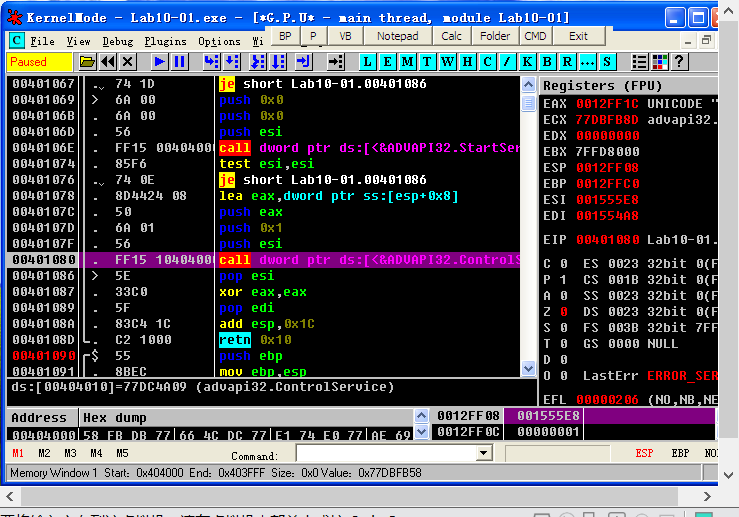 KernelMode - Lab10-01.exe - [*G.P.U* - main thread, module Lab10-01]
C File View Debug Plugins Options Wi BP P VB Notepad Calc Folder CMD Exit
Paused L E M T W H C / K B R ... S ?
00401067 .⌄ 74 1D je short Lab10-01.00401086
00401069 > 6A 00 push 0x0
0040106B . 6A 00 push 0x0
0040106D . 56 push esi
0040106E . FF15 00404000 call dword ptr ds:[<&ADVAPI32.StartSer
00401074 . 85F6 test esi,esi
00401076 .⌄ 74 0E je short Lab10-01.00401086
00401078 . 8D4424 08 lea eax,dword ptr ss:[esp+0x8]
0040107C . 50 push eax
0040107D . 6A 01 push 0x1
0040107F . 56 push esi
00401080 . FF15 10404000 call dword ptr ds:[<&ADVAPI32.ControlS
00401086 > 5E pop esi
00401087 . 33C0 xor eax,eax
00401089 . 5F pop edi
0040108A . 83C4 1C add esp,0x1C
0040108D . C2 1000 retn 0x10
00401090 $ 55 push ebp
00401091 . 8BEC mov ebp,esp
ds:[00404010]=77DC4A09 (advapi32.ControlService)
Registers (FPU)
EAX 0012FF1C UNICODE "
ECX 77DBFB8D advapi32.
EDX 00000000
EBX 7FFD8000
ESP 0012FF08
EBP 0012FFC0
ESI 001555E8
EDI 001554A8
EIP 00401080 Lab10-01.
C 0 ES 0023 32bit 0(F
P 1 CS 001B 32bit 0(F
A 0 SS 0023 32bit 0(F
Z 0 DS 0023 32bit 0(F
S 0 FS 003B 32bit 7FF
T 0 GS 0000 NULL
D 0
O 0 LastErr ERROR_SER
EFL 00000206 (NO,NB,NE
Address Hex dump
00404000 58 FB DB 77 66 4C DC 77 E1 74 E0 77 AE 69
0012FF08 001555E8
0012FF0C 00000001
M1 M2 M3 M4 M5 Command: ESP EBP NO
Memory Window 1 Start: 0x404000 End: 0x403FFF Size: 0x0 Value: 0x77DBFB58